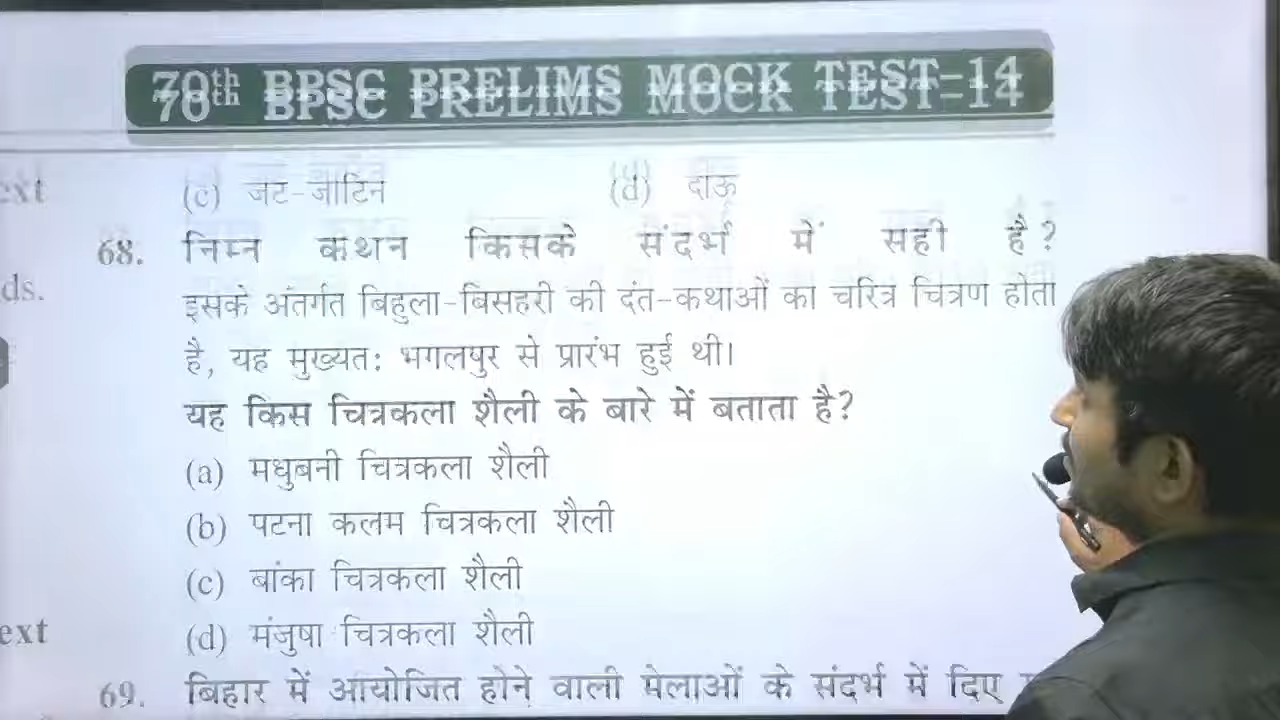 70th BPSC PRELIMS MOCK TEST-14
ext
(c) जट-जाटिन (d) दाऊ
68. निम्न कथन किसके संदर्भ में सही है?
ds.
इसके अंतर्गत बिहुला-बिसहरी की दंत-कथाओं का चरित्र चित्रण होता
है, यह मुख्यत: भगलपुर से प्रारंभ हुई थी।
यह किस चित्रकला शैली के बारे में बताता है?
(a) मधुबनी चित्रकला शैली
(b) पटना कलम चित्रकला शैली
(c) बांका चित्रकला शैली
ext
(d) मंजुषा चित्रकला शैली
69. बिहार में आयोजित होने वाली मेलाओं के संदर्भ में दिए